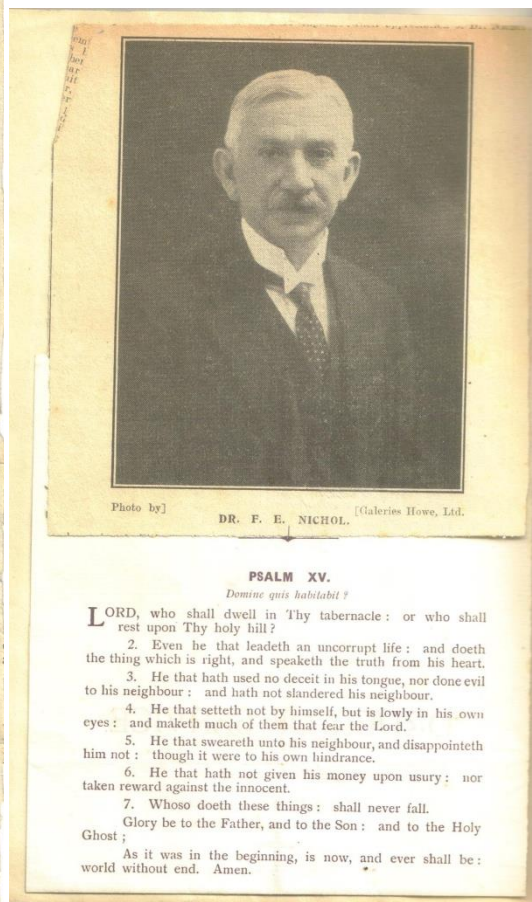 Photo by]
[Galeries Howe, Ltd.
DR. F. E. NICHOL.
PSALM XV.
Domine quis habitabit?
LORD, who shall dwell in Thy tabernacle: or who shall
rest upon Thy holy hill?
2. Even he that leadeth an uncorrupt life: and doeth
the thing which is right, and speaketh the truth from his heart.
3. He that hath used no deceit in his tongue, nor done evil
to his neighbour: and hath not slandered his neighbour.
4. He that setteth not by himself, but is lowly in his own
eyes: and maketh much of them that fear the Lord.
5. He that sweareth unto his neighbour, and disappointeth
him not: though it were to his own hindrance.
6. He that hath not given his money upon usury: nor
taken reward against the innocent.
7. Whoso doeth these things: shall never fall.
Glory be to the Father, and to the Son: and to the Holy
Ghost;
As it was in the beginning, is now, and ever shall be:
world without end. Amen.